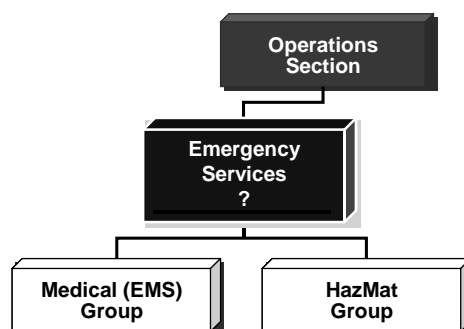 Operations
Section
Emergency
Services
?
Medical (EMS)
Group
HazMat
Group